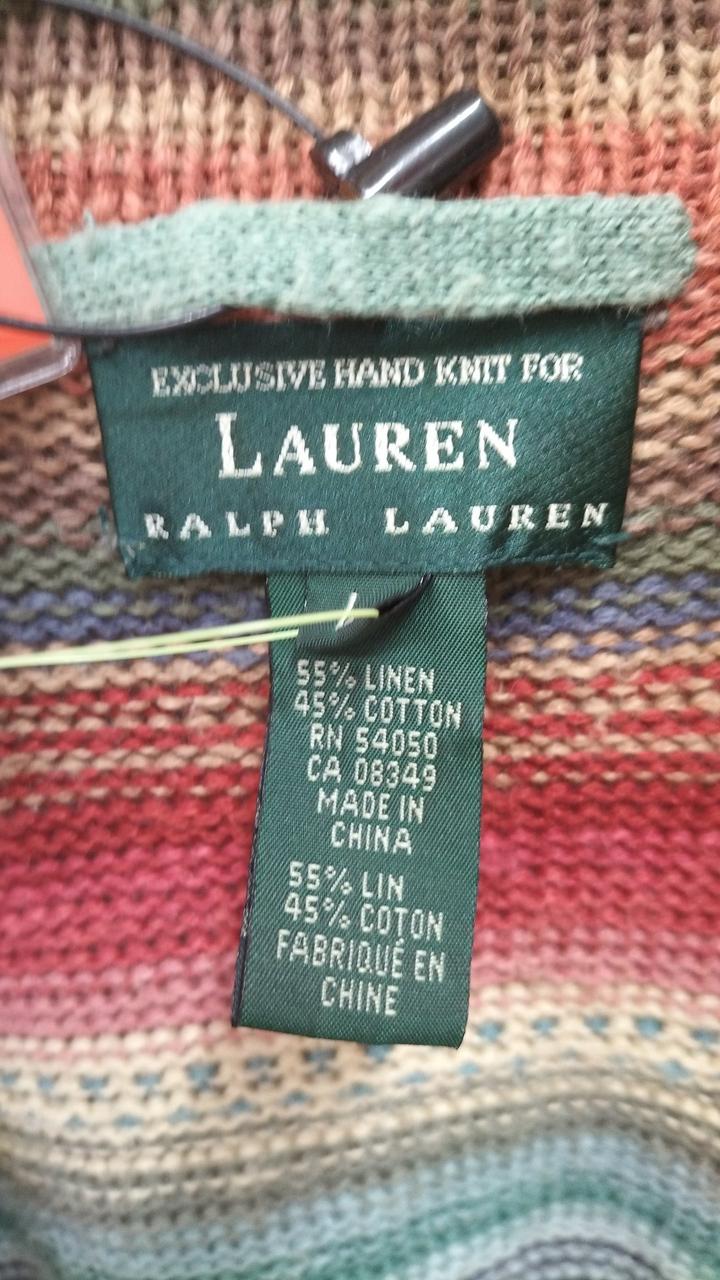 EXCLUSIVE HAND KNIT FOR
LAUREN
RALPH LAUREN
55% LINEN
45% COTTON
RN 54050
CA 08349
MADE IN
CHINA
55% LIN
45% COTON
FABRIQUÉ EN
CHINE